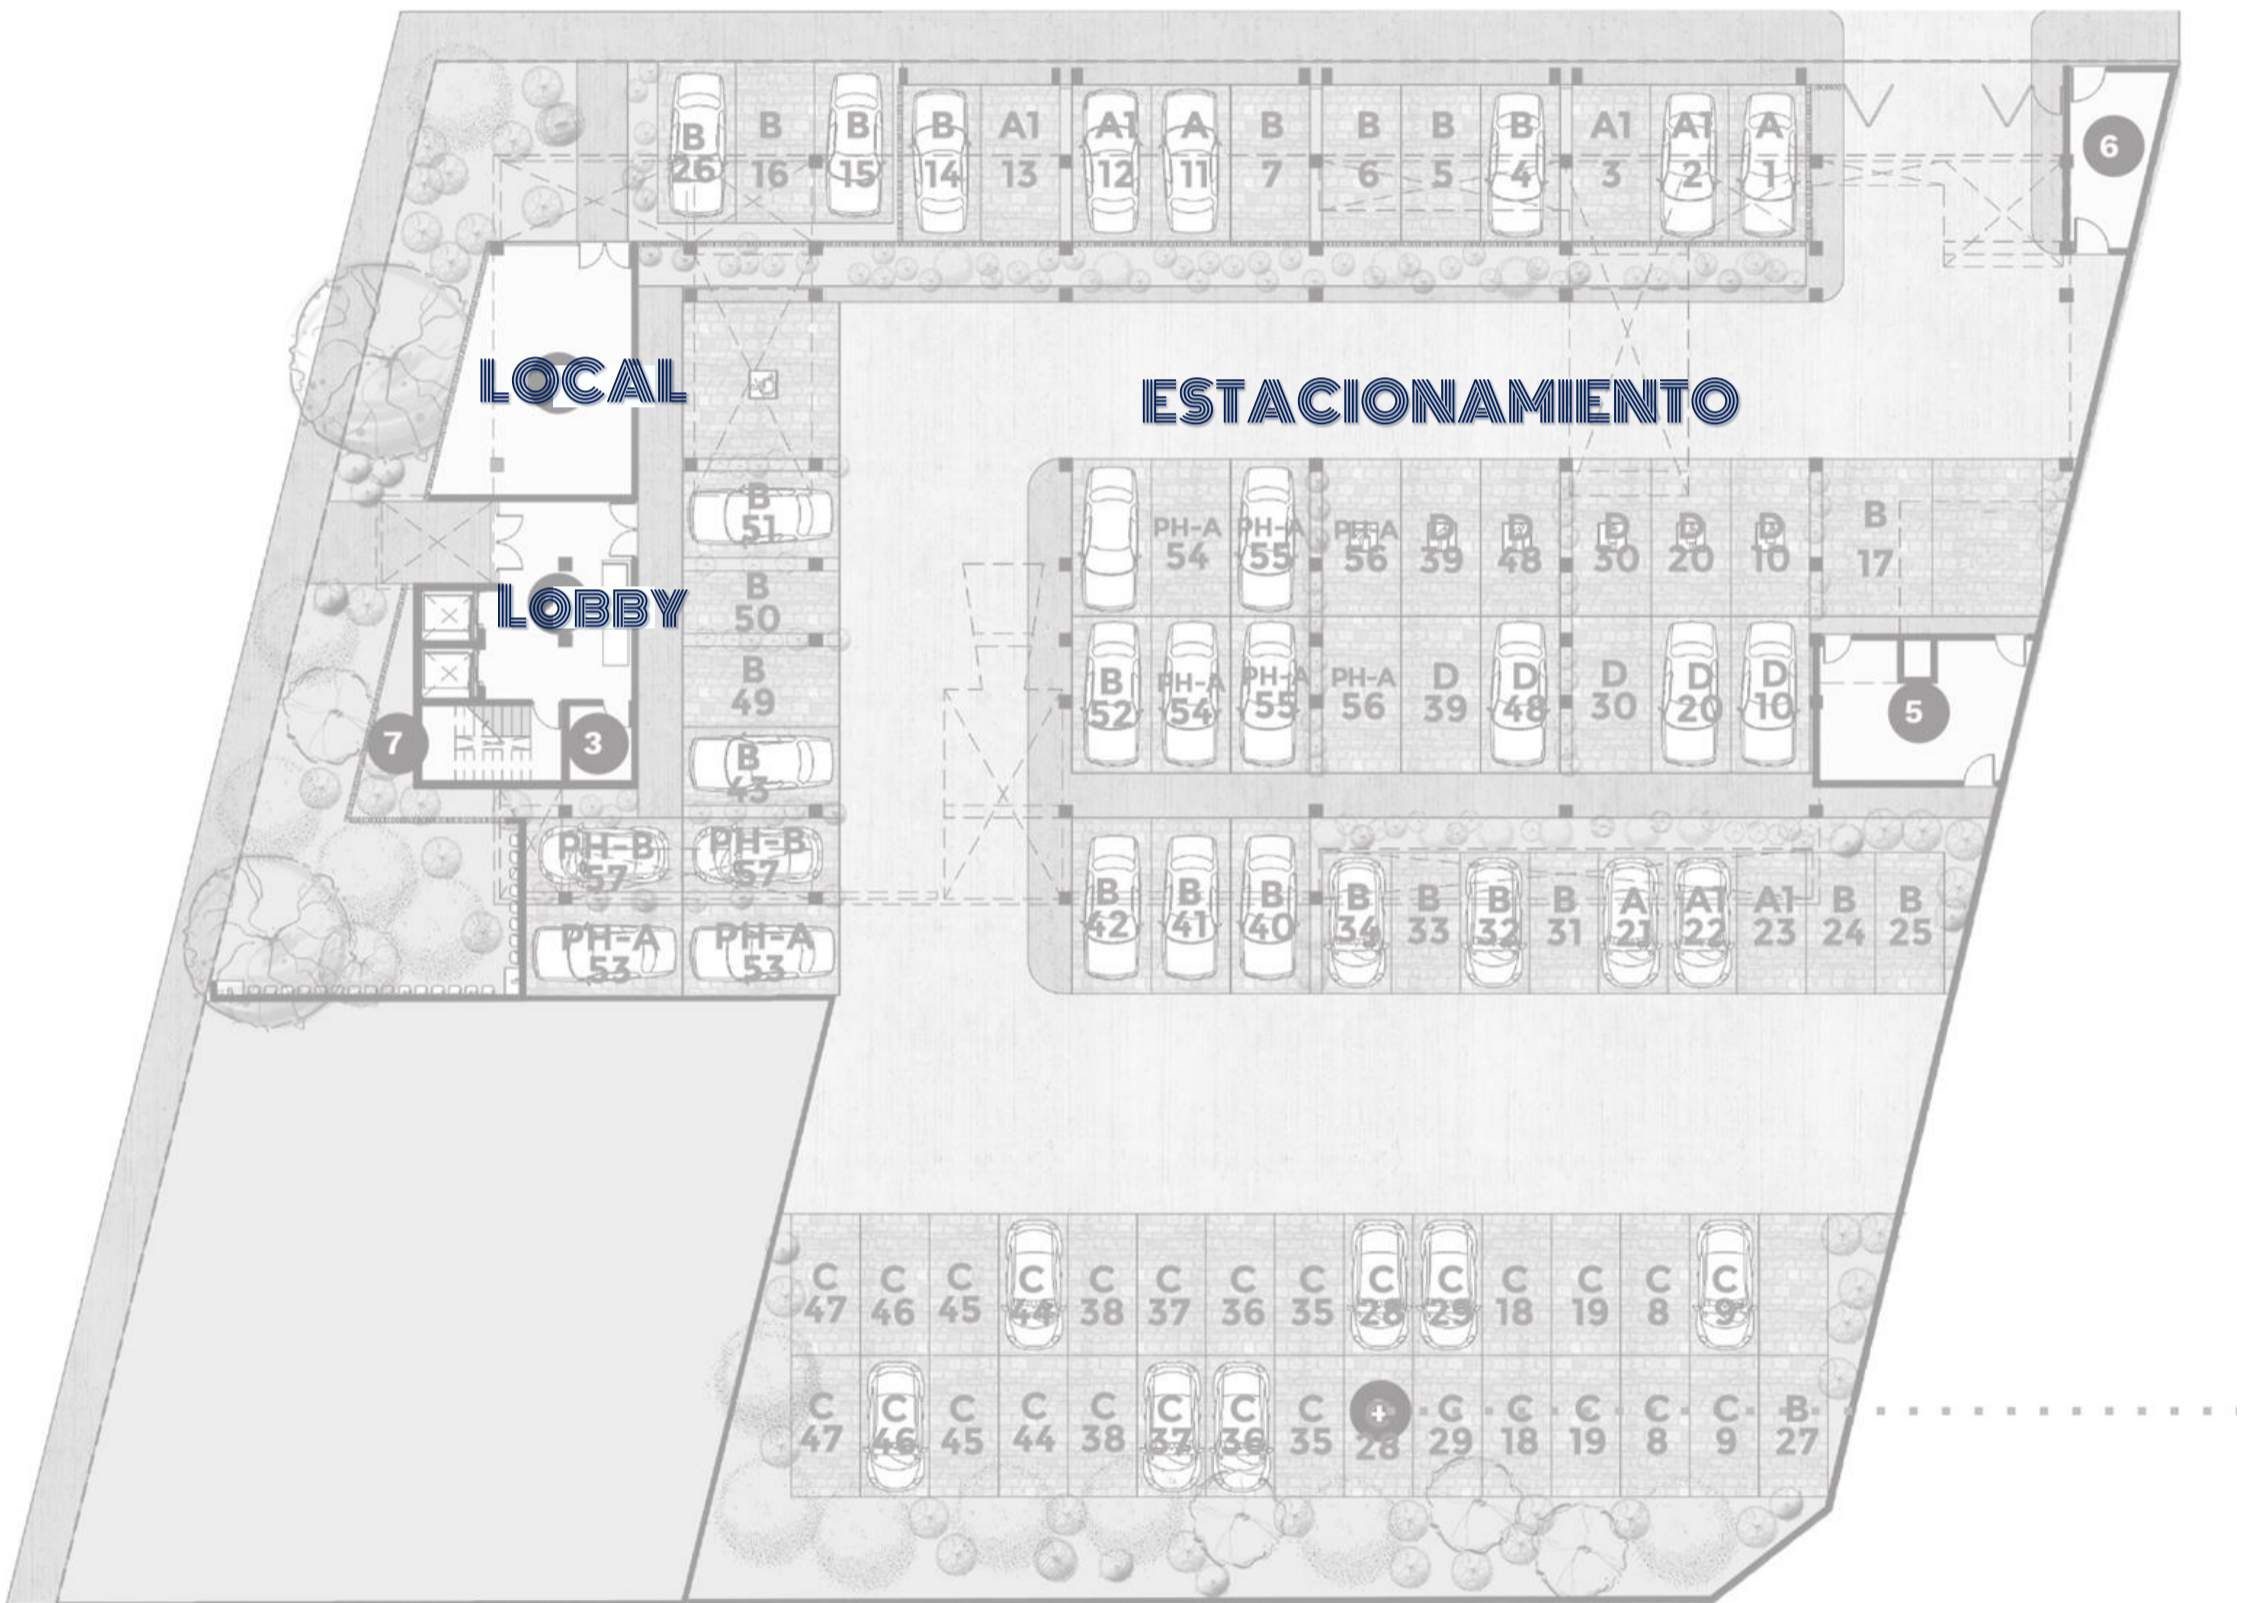 B B B B A1 A1 A B B B B A1 A1 A
26 16 15 14 13 12 11 7 6 5 4 3 2 1
6
LOCAL
ESTACIONAMIENTO
B
51
PH-A PH-A PH-A D D D D D B
54 55 56 39 48 30 20 10 17
LOBBY
B
50
B
49
B PH-A PH-A PH-A D D D D D
52 54 55 56 39 48 30 20 10
5
7
3
B
43
PH-B PH-B
57 57
B B B B B B B A A1 A1 B B
42 41 40 34 33 32 31 21 22 23 24 25
PH-A PH-A
53 53
C C C C C C C C C C C C C C
47 46 45 44 38 37 36 35 28 29 18 19 8 9
C C C C C C C C + C C C C C B
47 46 45 44 38 37 36 35 28 29 18 19 8 9 27